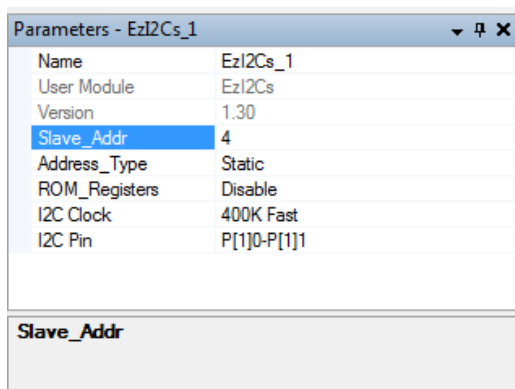 Parameters - EzI2Cs_1
Name EzI2Cs_1
User Module EzI2Cs
Version 1.30
Slave_Addr 4
Address_Type Static
ROM_Registers Disable
I2C Clock 400K Fast
I2C Pin P[1]0-P[1]1
Slave_Addr